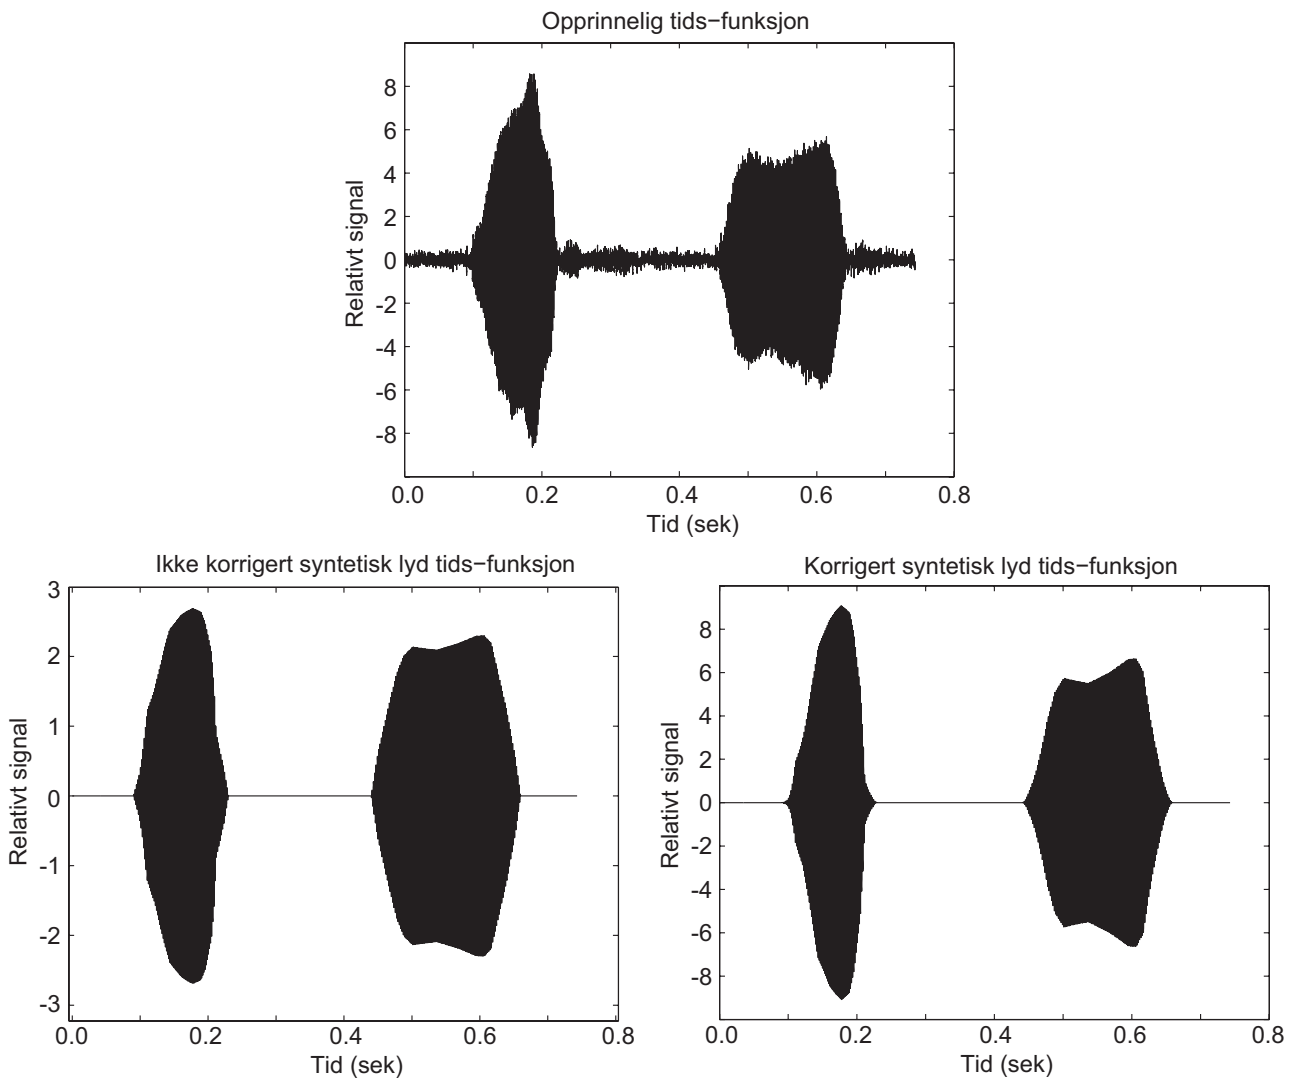 Opprinnelig tids−funksjon
8
6
4
2
0
-2
-4
-6
-8
Relativt signal
0.0 0.2 0.4 0.6 0.8
Tid (sek)
Ikke korrigert syntetisk lyd tids−funksjon
3
2
1
0
-1
-2
-3
Relativt signal
0.0 0.2 0.4 0.6 0.8
Tid (sek)
Korrigert syntetisk lyd tids−funksjon
8
6
4
2
0
-2
-4
-6
-8
Relativt signal
0.0 0.2 0.4 0.6 0.8
Tid (sek)